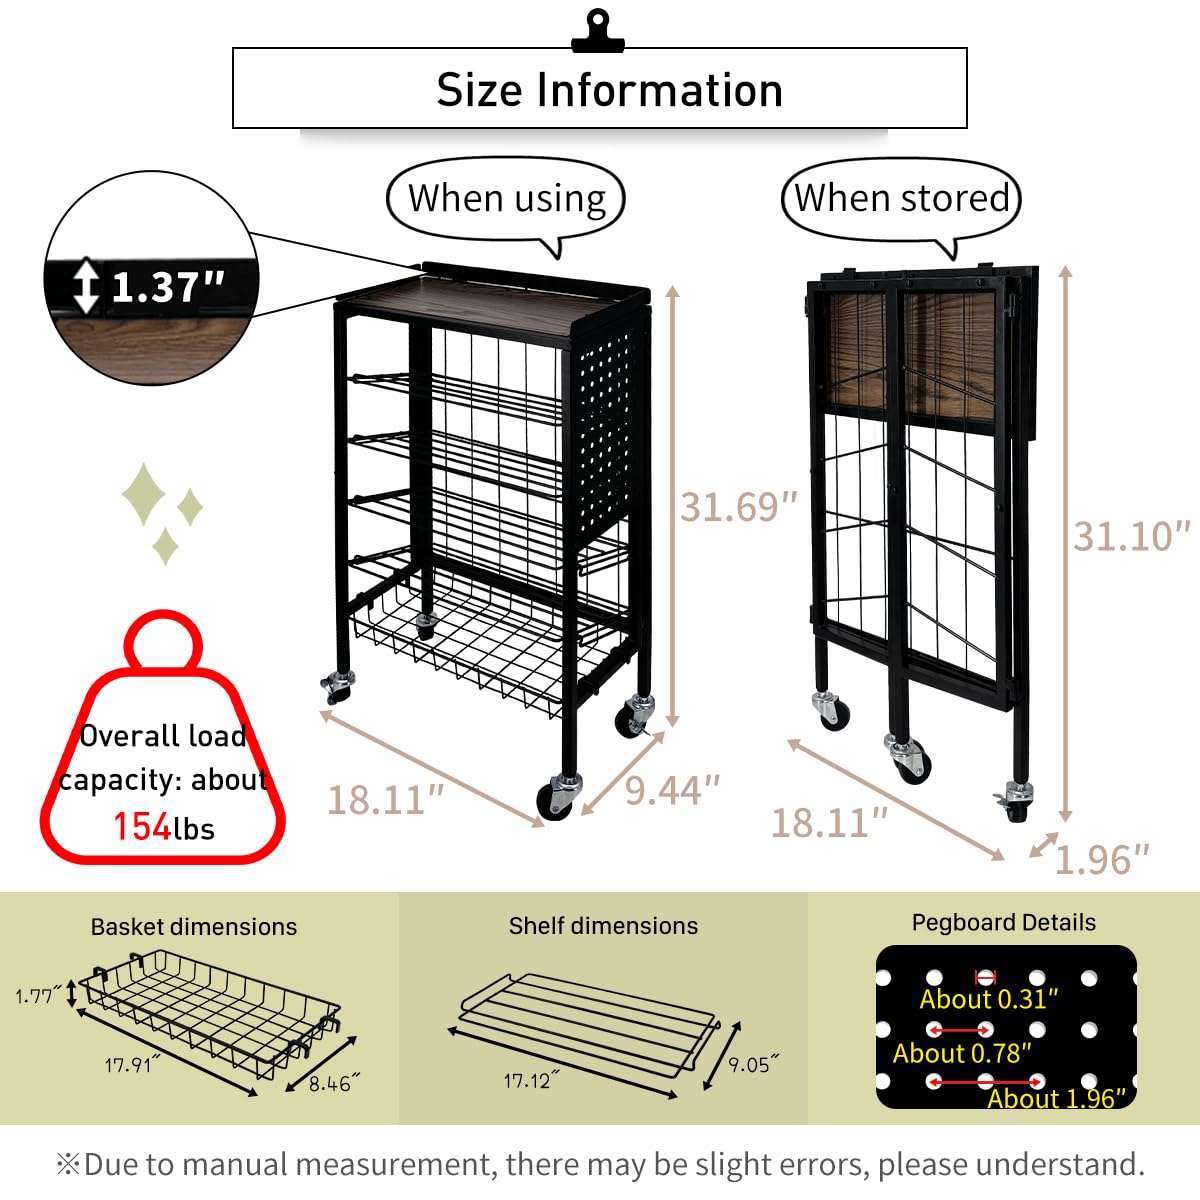 Size Information
When using
When stored
1.37"
31.69"
31.10"
Overall load
capacity: about
154lbs
18.11"
9.44"
18.11"
1.96"
Basket dimensions
1.77"
17.91"
8.46"
Shelf dimensions
17.12"
9.05"
Pegboard Details
About 0.31"
About 0.78"
About 1.96"
※Due to manual measurement, there may be slight errors, please understand.